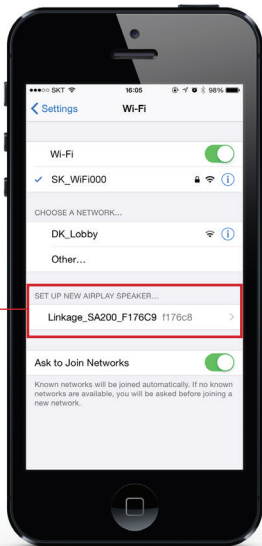 SKT 16:05 98%
Settings Wi-Fi
Wi-Fi
SK_WiFi000
CHOOSE A NETWORK...
DK_Lobby
Other...
SET UP NEW AIRPLAY SPEAKER...
Linkage_SA200_F176C9 f176c8
Ask to Join Networks
Known networks will be joined automatically. If no known
networks are available, you will be asked before joining a
new network.